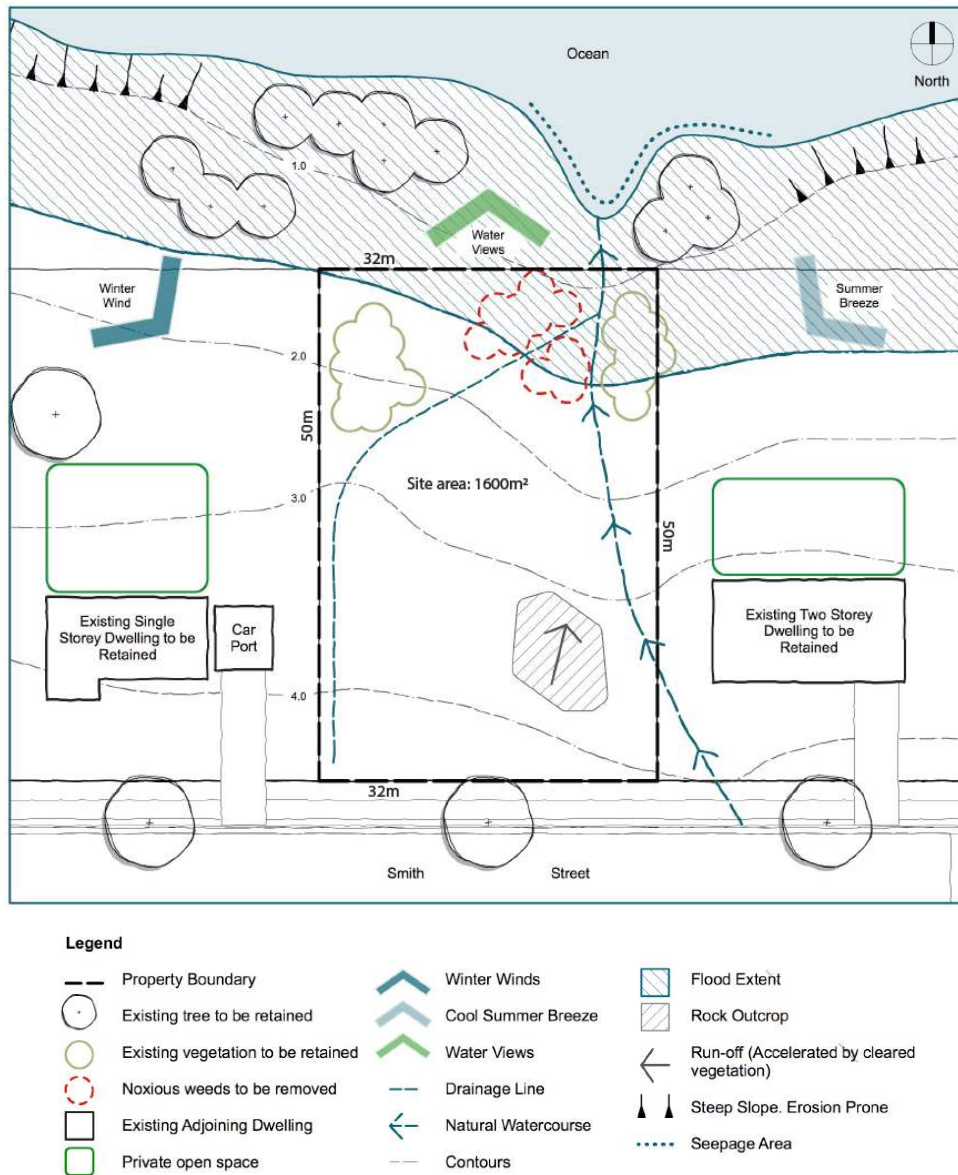 Ocean
North
1.0
Water
Views
32m
Winter
Wind
Summer
Breeze
2.0
50m
Site area: 1600m²
3.0
50m
Existing Single
Storey Dwelling to be
Retained
Car
Port
Existing Two Storey
Dwelling to be
Retained
4.0
32m
Smith Street
Legend
Property Boundary
Existing tree to be retained
Existing vegetation to be retained
Noxious weeds to be removed
Existing Adjoining Dwelling
Private open space
Winter Winds
Cool Summer Breeze
Water Views
Drainage Line
Natural Watercourse
Contours
Flood Extent
Rock Outcrop
Run-off (Accelerated by cleared
vegetation)
Steep Slope. Erosion Prone
Seepage Area